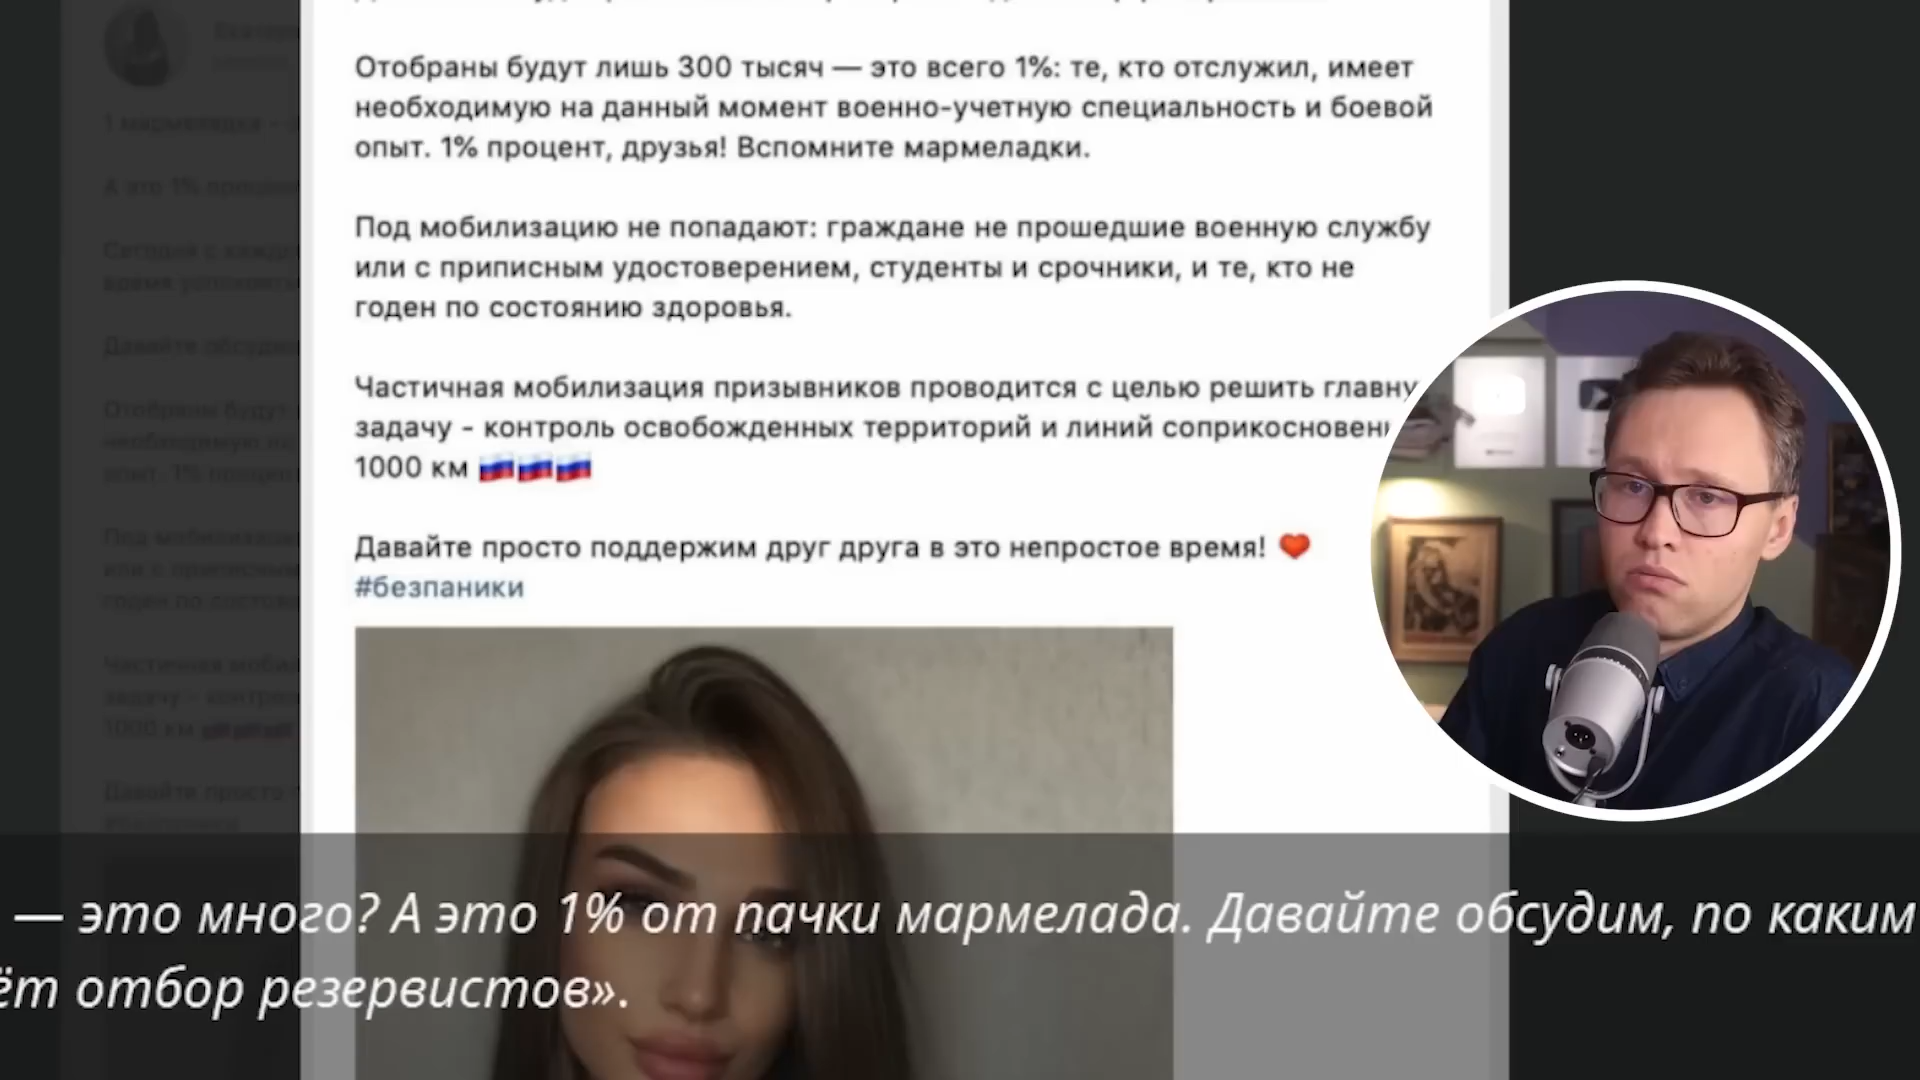 Отобраны будут лишь 300 тысяч — это всего 1%: те, кто отслужил, имеет
необходимую на данный момент военно-учетную специальность и боевой
опыт. 1% процент, друзья! Вспомните мармеладки.
Под мобилизацию не попадают: граждане не прошедшие военную службу
или с приписным удостоверением, студенты и срочники, и те, кто не
годен по состоянию здоровья.
Частичная мобилизация призывников проводится с целью решить главну
задачу - контроль освобожденных территорий и линий соприкосновен
1000 км 🇷🇺🇷🇺🇷🇺
Давайте просто поддержим друг друга в это непростое время! ❤️
#безпаники
— это много? А это 1% от пачки мармелада. Давайте обсудим, по каким
ёт отбор резервистов».